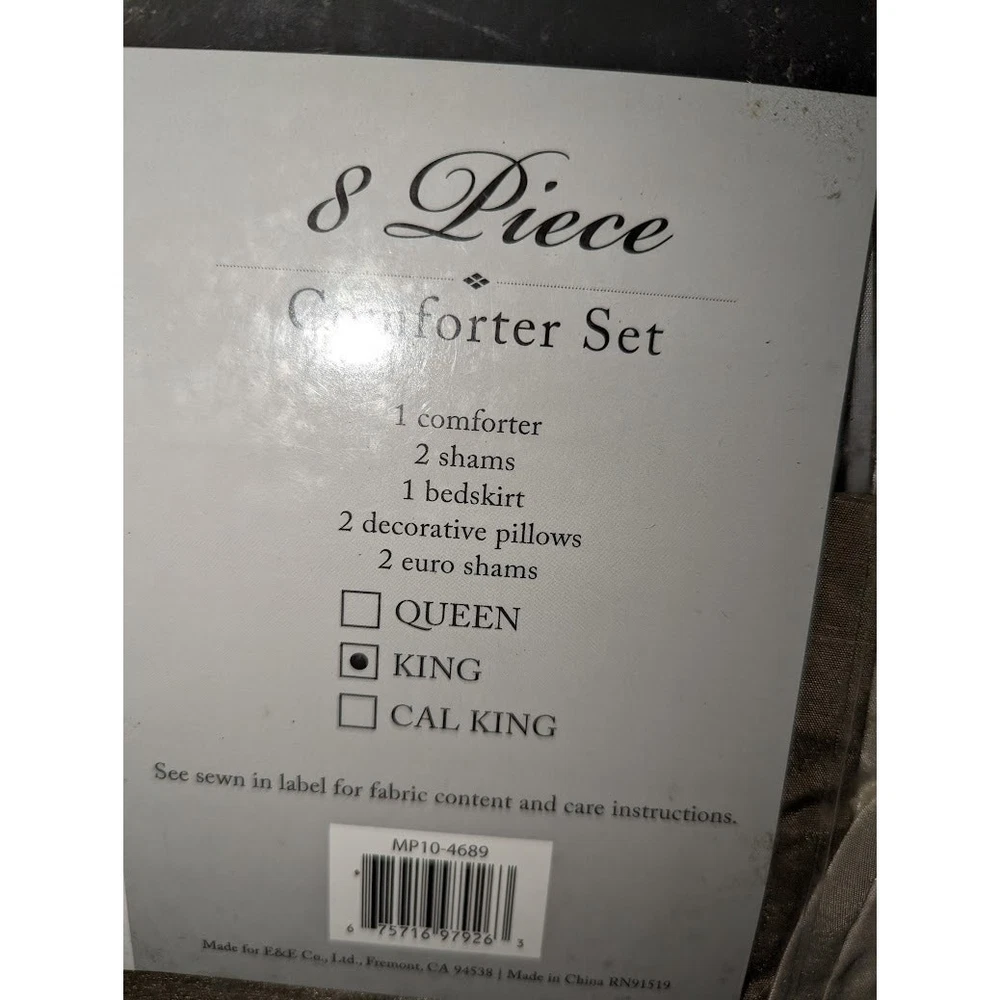 8 Piece
Comforter Set
1 comforter
2 shams
1 bedskirt
2 decorative pillows
2 euro shams
QUEEN
KING
CAL KING
See sewn in label for fabric content and care instructions.
MP10-4689
6 75716 97926 3
Made for E&E Co., Ltd., Fremont, CA 94538 | Made in China RN91519